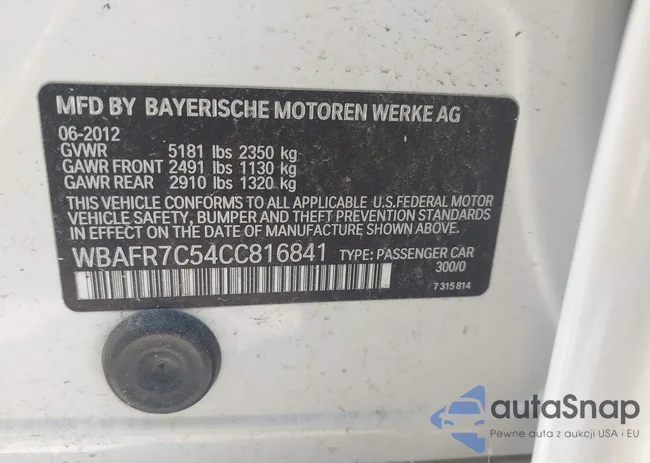 MFD BY BAYERISCHE MOTOREN WERKE AG
06-2012
GVWR 5181 lbs 2350 kg
GAWR FRONT 2491 lbs 1130 kg
GAWR REAR 2910 lbs 1320 kg
THIS VEHICLE CONFORMS TO ALL APPLICABLE U.S.FEDERAL MOTOR
VEHICLE SAFETY, BUMPER AND THEFT PREVENTION STANDARDS
IN EFFECT ON THE DATE OF MANUFACTURE SHOWN ABOVE.
WBAFR7C54CC816841 TYPE: PASSENGER CAR
300/0
7 315 814
autaSnap
Pewne auta z aukcji USA i EU